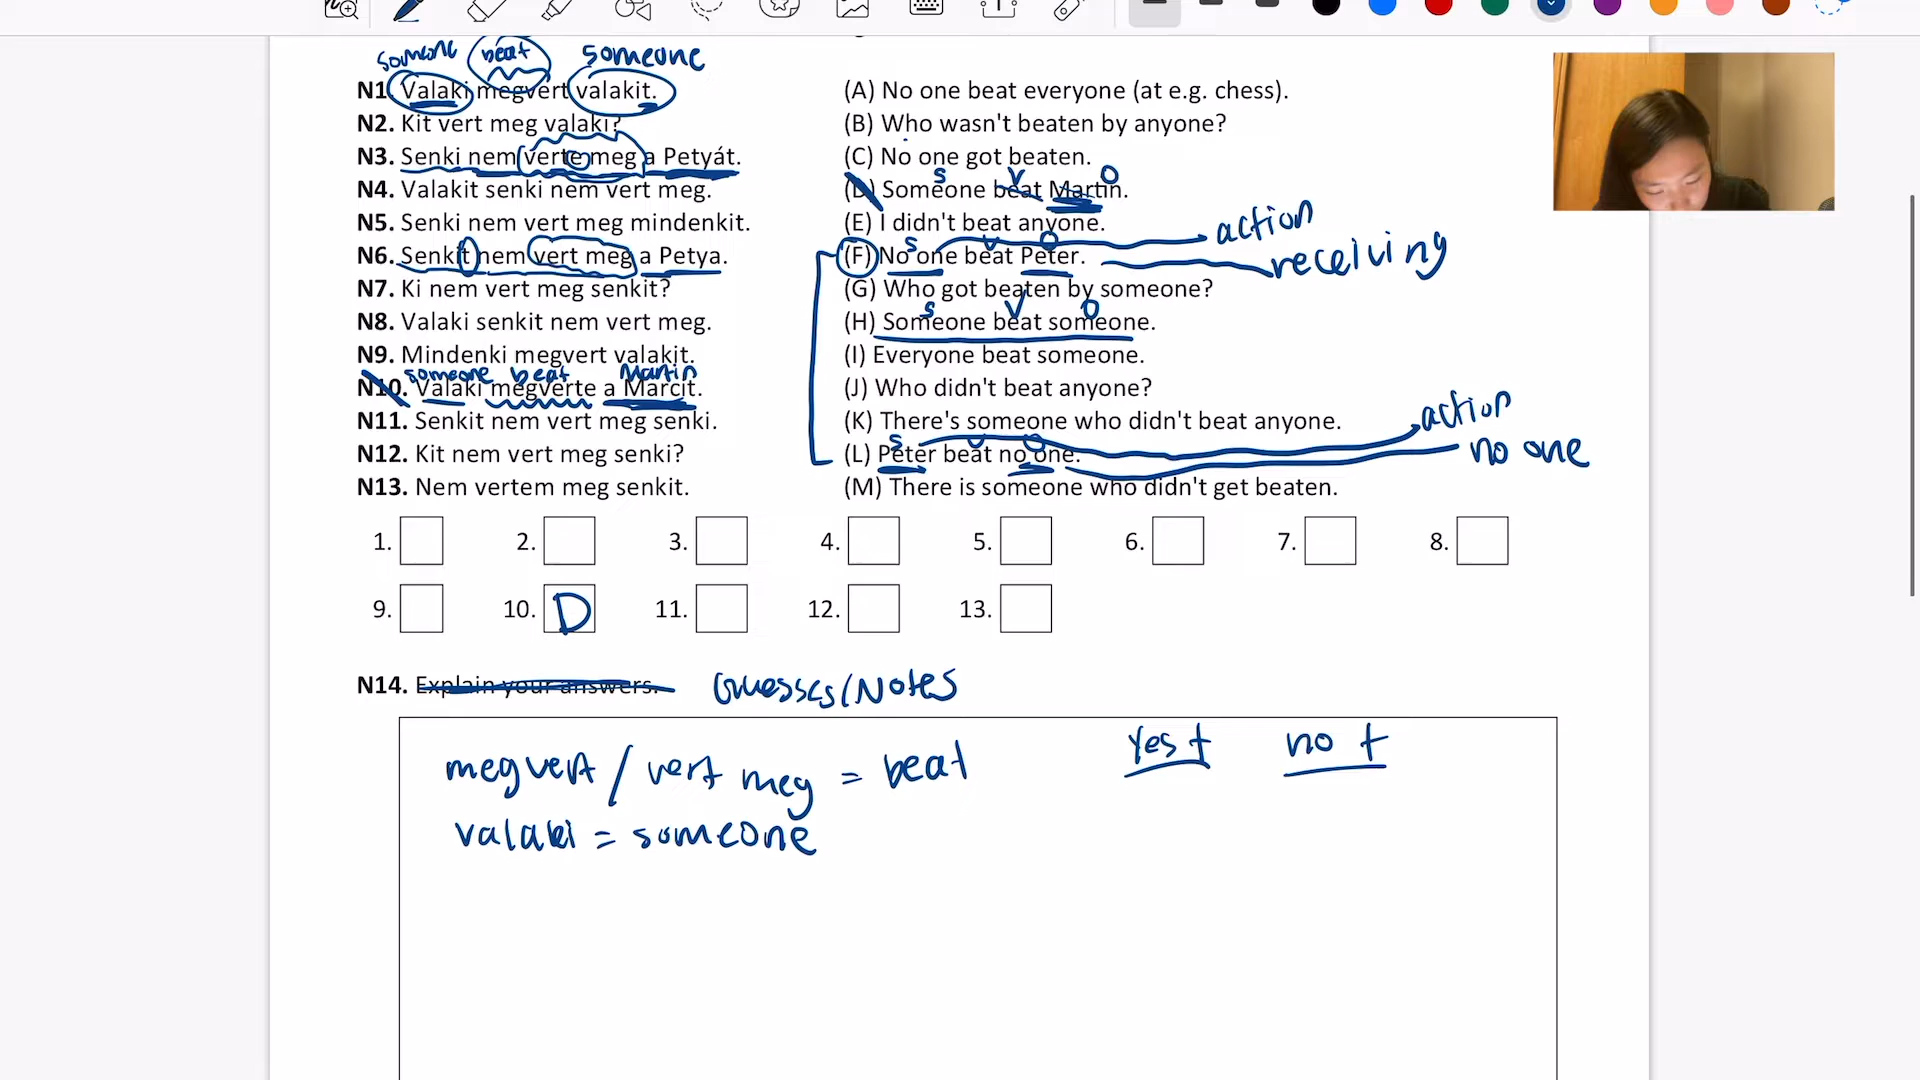 someone beat someone
N1. Valaki megvert valakit.
N2. Kit vert meg valaki?
N3. Senki nem verte meg a Petyát.
N4. Valakit senki nem vert meg.
N5. Senki nem vert meg mindenkit.
N6. Senkit nem vert meg a Petya.
N7. Ki nem vert meg senkit?
N8. Valaki senkit nem vert meg.
N9. Mindenki megvert valakit.
someone beat Martin
N10. Valaki megverte a Marcit.
N11. Senkit nem vert meg senki.
N12. Kit nem vert meg senki?
N13. Nem vertem meg senkit.
(A) No one beat everyone (at e.g. chess).
(B) Who wasn't beaten by anyone?
(C) No one got beaten.
S V O
(D) Someone beat Martin.
(E) I didn't beat anyone.
action
S V O
(F) No one beat Peter.
receiving
(G) Who got beaten by someone?
S V O
(H) Someone beat someone.
(I) Everyone beat someone.
(J) Who didn't beat anyone?
(K) There's someone who didn't beat anyone.
action
S V O
(L) Peter beat no one.
no one
(M) There is someone who didn't get beaten.
1. 2. 3. 4. 5. 6. 7. 8.
9. 10. D 11. 12. 13.
N14. Explain your answers. Guesses/Notes
megvert / vert meg = beat
valaki = someone
yes t no t